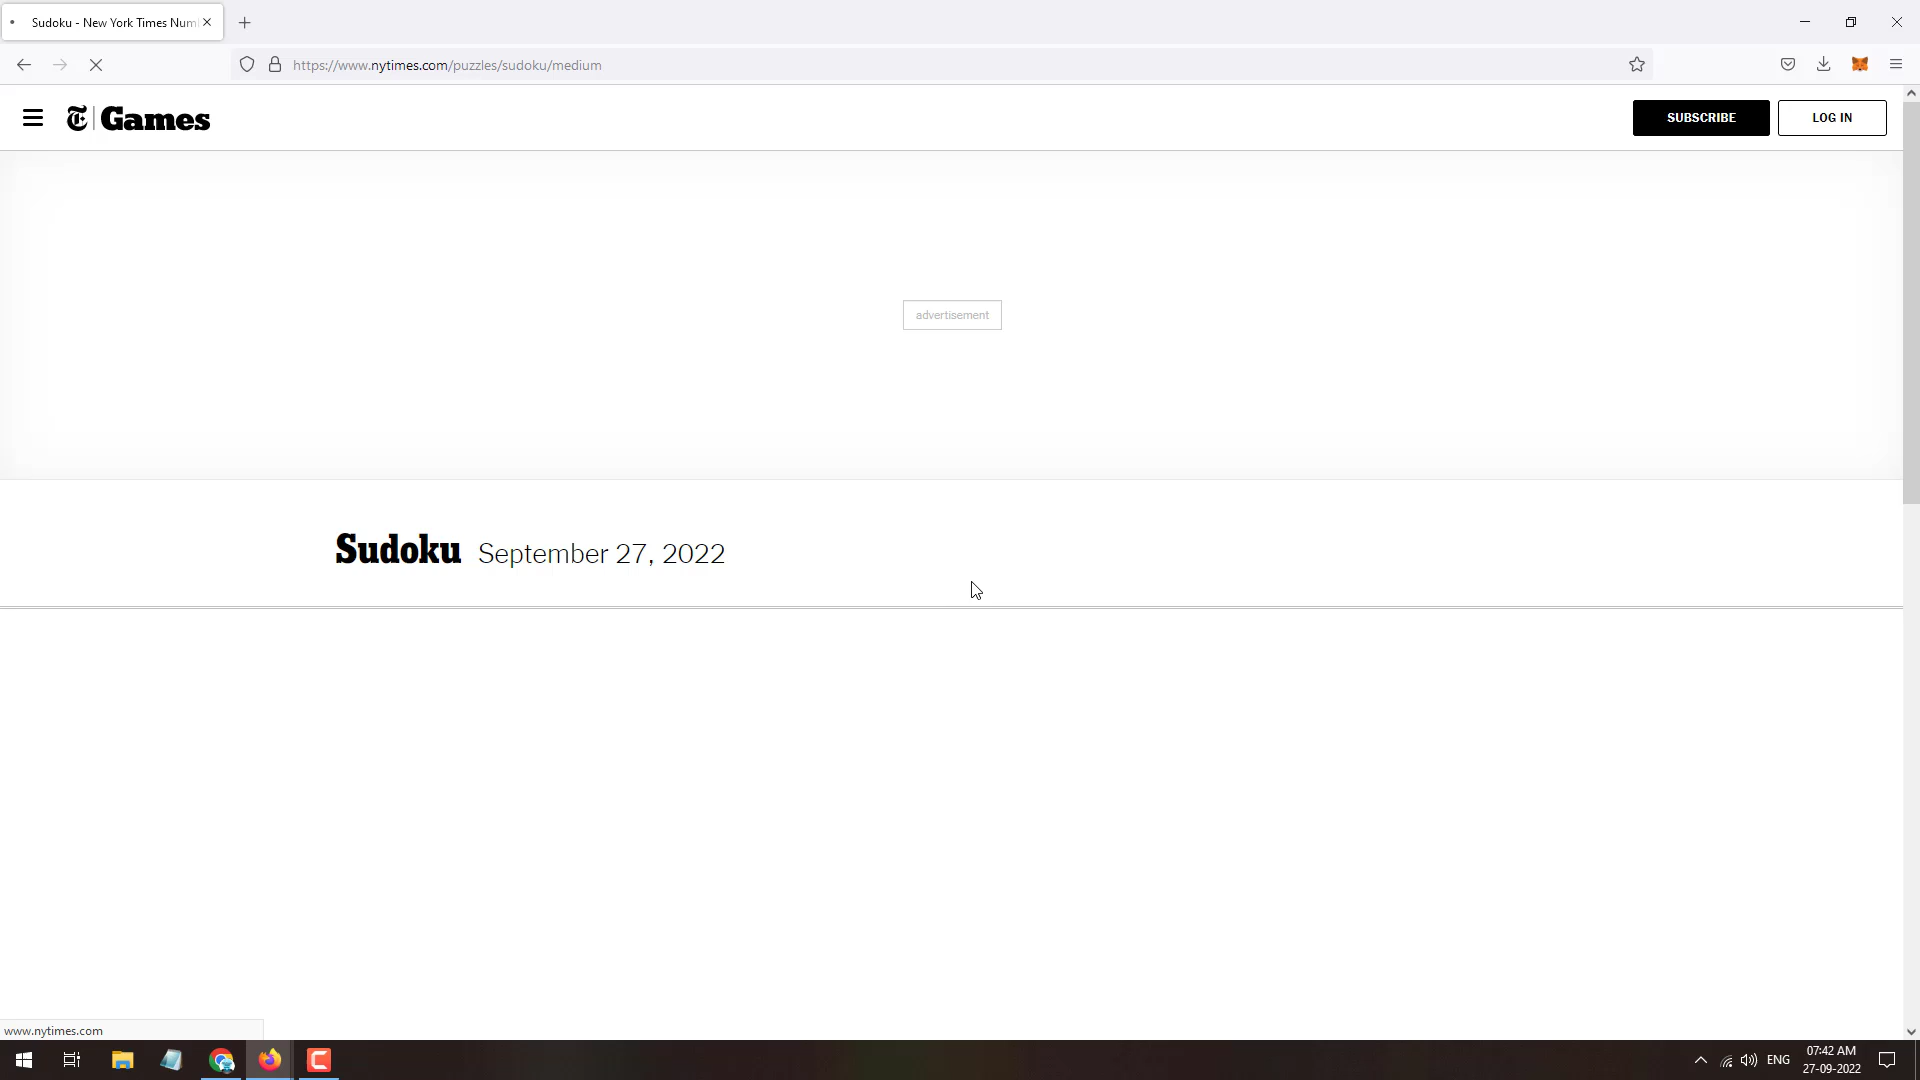 Sudoku - New York Times Num
https://www.nytimes.com/puzzles/sudoku/medium
T Games
SUBSCRIBE
LOG IN
advertisement
Sudoku September 27, 2022
www.nytimes.com
ENG
07:42 AM
27-09-2022